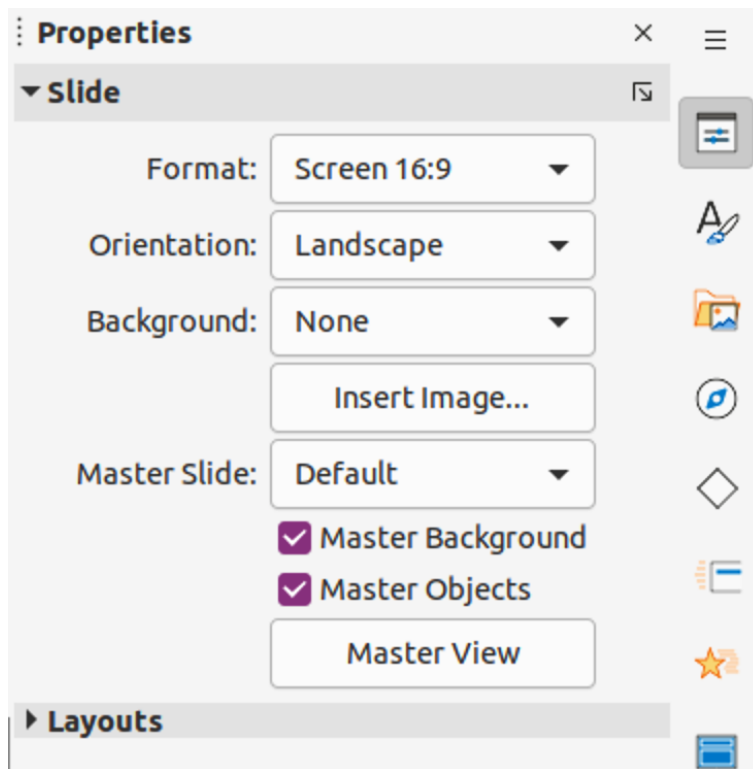 Properties
Slide
Format: Screen 16:9
Orientation: Landscape
Background: None
Insert Image...
Master Slide: Default
Master Background
Master Objects
Master View
Layouts